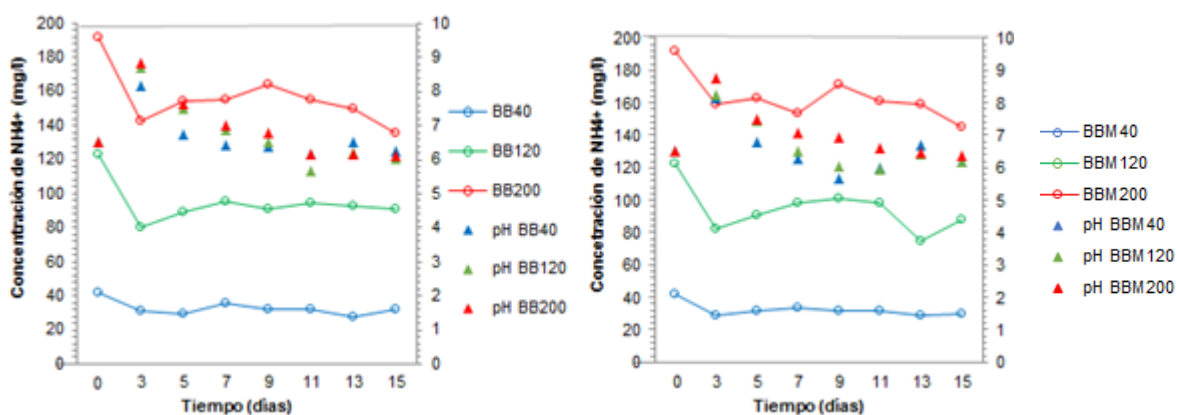 Concentración de NH4+ (mg/l)
200
180
160
140
120
100
80
60
40
20
0
10
9
8
7
6
5
4
3
2
1
0
0 3 5 7 9 11 13 15
Tiempo (días)
BB40
BB120
BB200
pH BB40
pH BB120
pH BB200
Concetración de NH4+ (mg/l)
200
180
160
140
120
100
80
60
40
20
0
10
9
8
7
6
5
4
3
2
1
0
0 3 5 7 9 11 13 15
Tiempo (días)
BBM40
BBM120
BBM200
pH BBM40
pH BBM120
pH BBM200